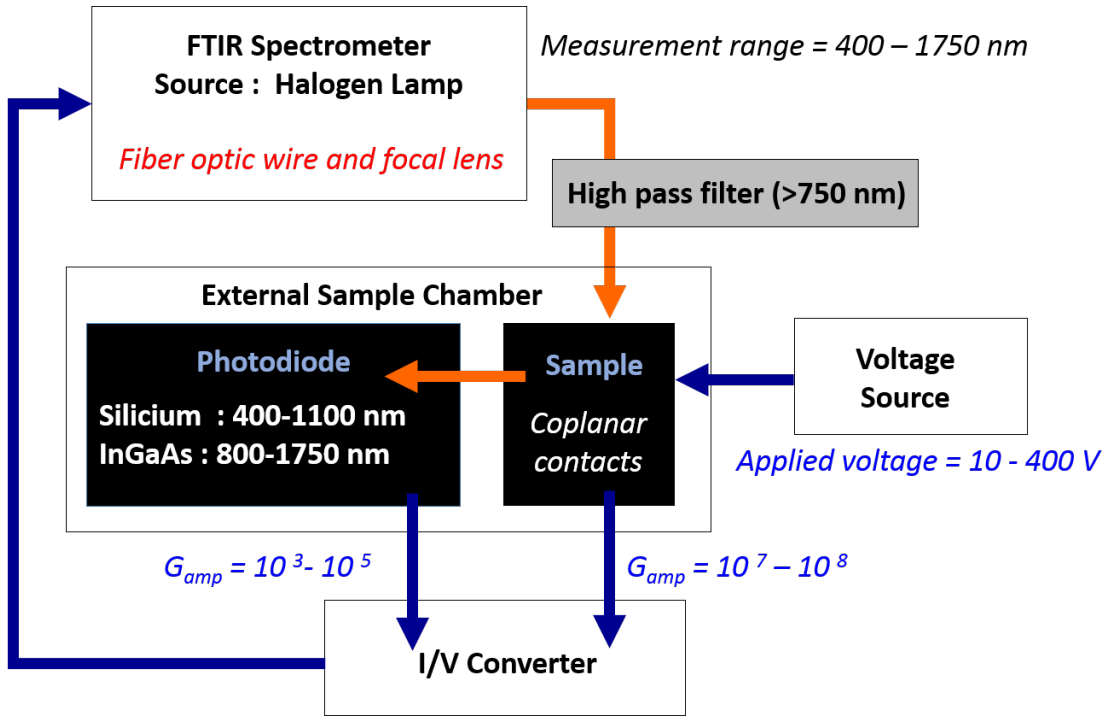 FTIR Spectrometer
Source :  Halogen Lamp
Fiber optic wire and focal lens
Measurement range = 400 – 1750 nm
High pass filter (>750 nm)
External Sample Chamber
Photodiode
Silicium  : 400-1100 nm
InGaAs : 800-1750 nm
Sample
Coplanar
contacts
Voltage
Source
Applied voltage = 10 - 400 V
G_amp = 10 ³- 10 ⁵
G_amp = 10 ⁷ – 10 ⁸
I/V Converter